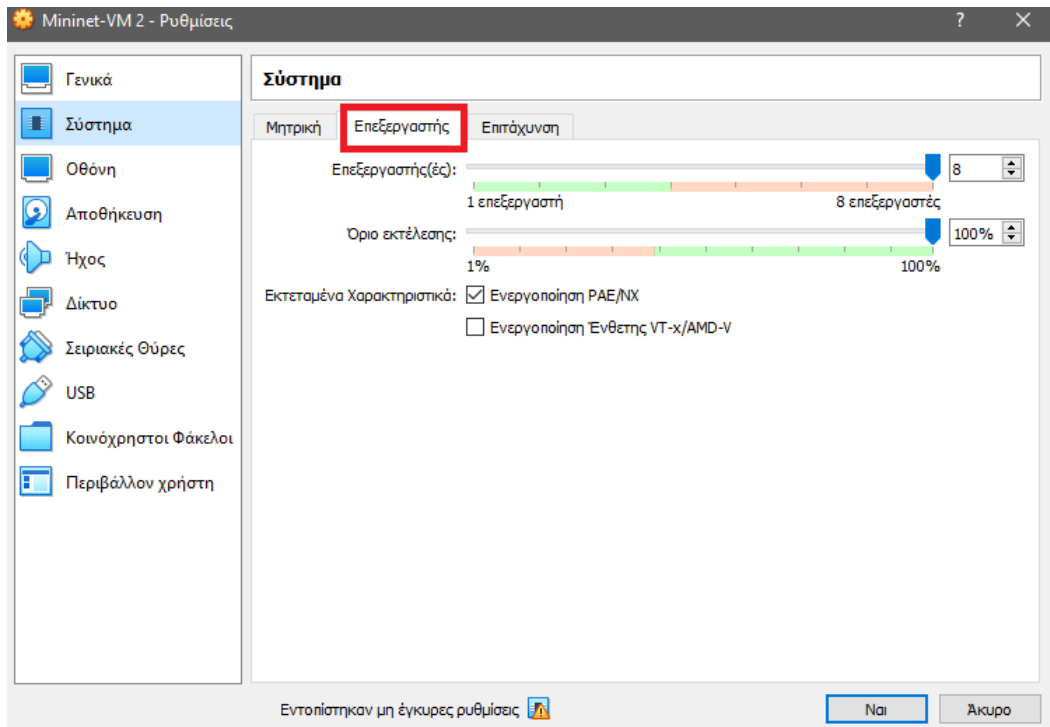 Mininet-VM 2 - Ρυθμίσεις
?
Γενικά
Σύστημα
Οθόνη
Αποθήκευση
Ήχος
Δίκτυο
Σειριακές Θύρες
USB
Κοινόχρηστοι Φάκελοι
Περιβάλλον χρήστη
Σύστημα
Μητρική Επεξεργαστής Επιτάχυνση
Επεξεργαστής(ές): 8
1 επεξεργαστή 8 επεξεργαστές
Όριο εκτέλεσης: 100%
1% 100%
Εκτεταμένα Χαρακτηριστικά: Ενεργοποίηση PAE/NX
Ενεργοποίηση Ένθετης VT-x/AMD-V
Εντοπίστηκαν μη έγκυρες ρυθμίσεις
Ναι Άκυρο